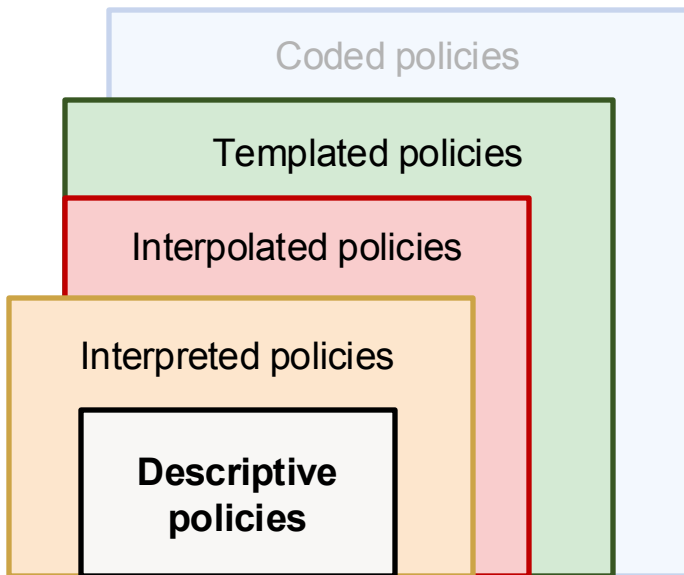 Coded policies
Templated policies
Interpolated policies
Interpreted policies
Descriptive
policies